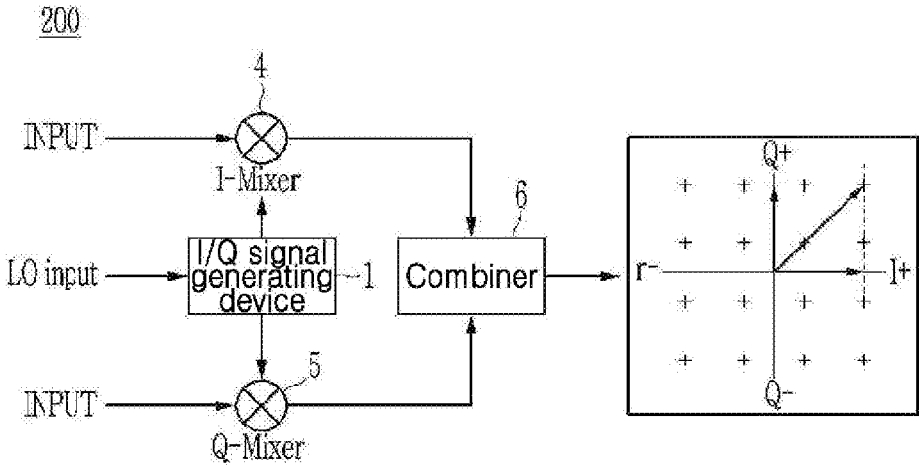 200
4
INPUT
I-Mixer
LO input
I/Q signal
generating
device
1
6
Combiner
5
INPUT
Q-Mixer
Q+
r-
I+
Q-